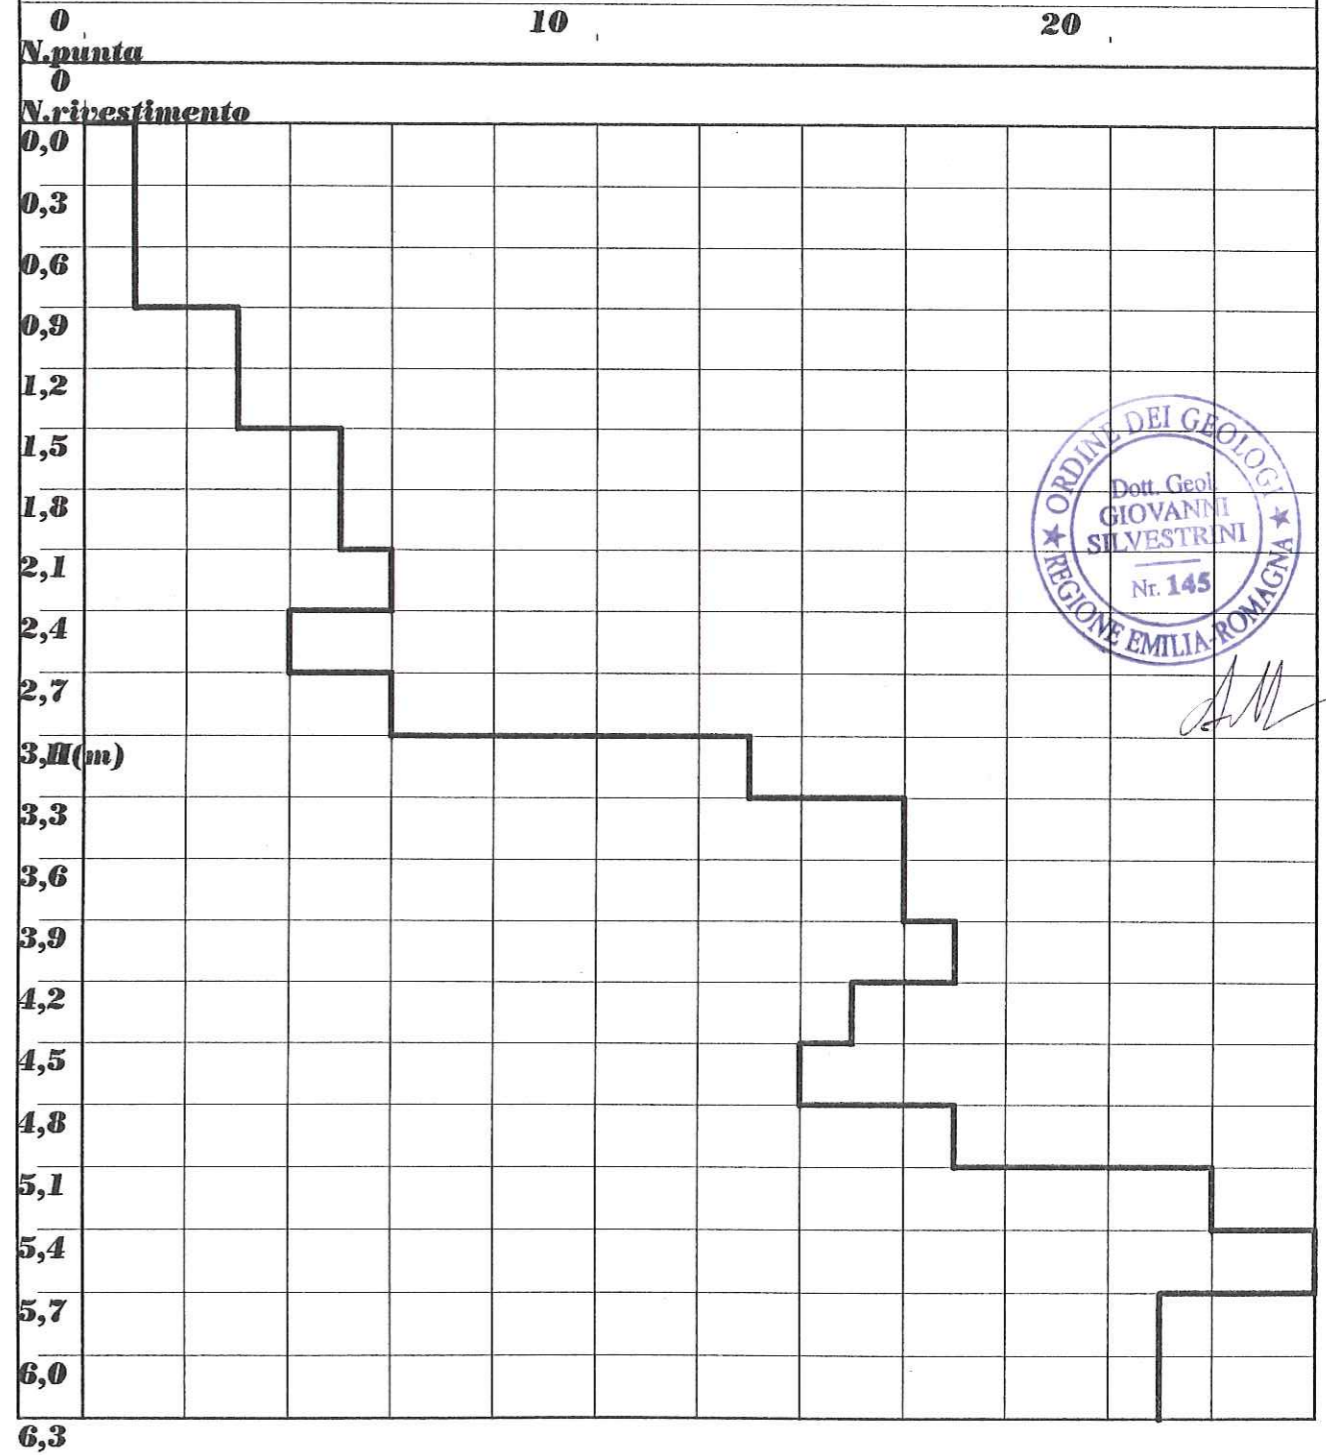 0 10 20
N.punta
0
N.rivestimento
0,0
0,3
0,6
0,9
1,2
1,5
1,8
2,1
2,4
2,7
H(m)
3,3
3,6
3,9
4,2
4,5
4,8
5,1
5,4
5,7
6,0
6,3
ORDINE DEI GEOLOGI
Dott. Geol.
GIOVANNI
SILVESTRINI
Nr. 145
REGIONE EMILIA-ROMAGNA